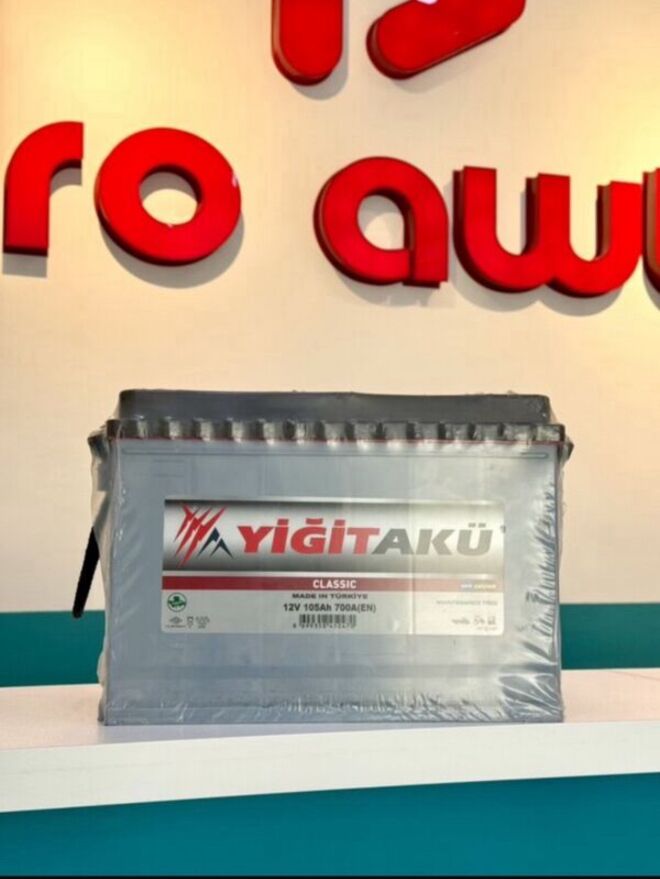 ro aw
YİĞİTAKÜ
CLASSIC
MADE IN TÜRKİYE
12V 105Ah 700A(EN)
MAINTENANCE FREE